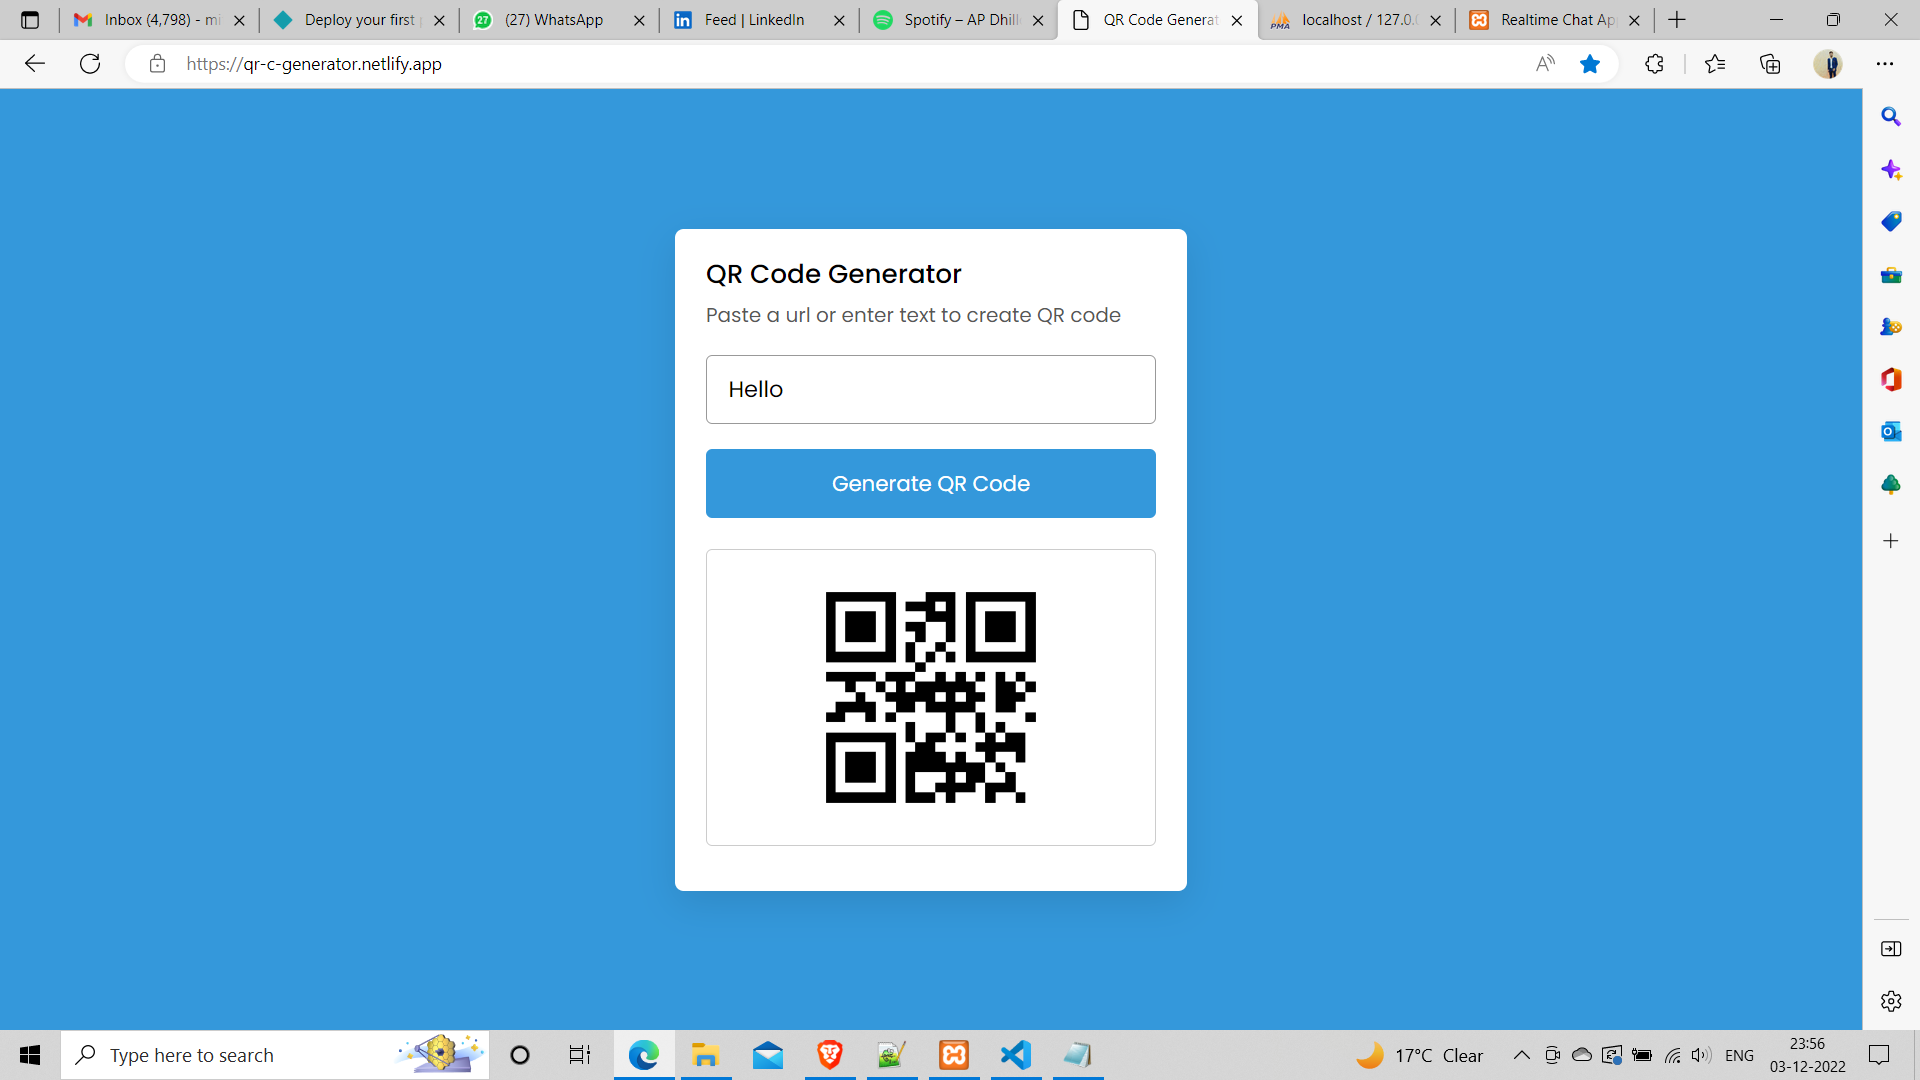 Inbox (4,798) - mi
Deploy your first
27
(27) WhatsApp
Feed | LinkedIn
Spotify – AP Dhill
QR Code Generat
PMA
localhost / 127.0.
Realtime Chat Ap
https://qr-c-generator.netlify.app
QR Code Generator
Paste a url or enter text to create QR code
Hello
Generate QR Code
Type here to search
17°C Clear
ENG
23:56
03-12-2022